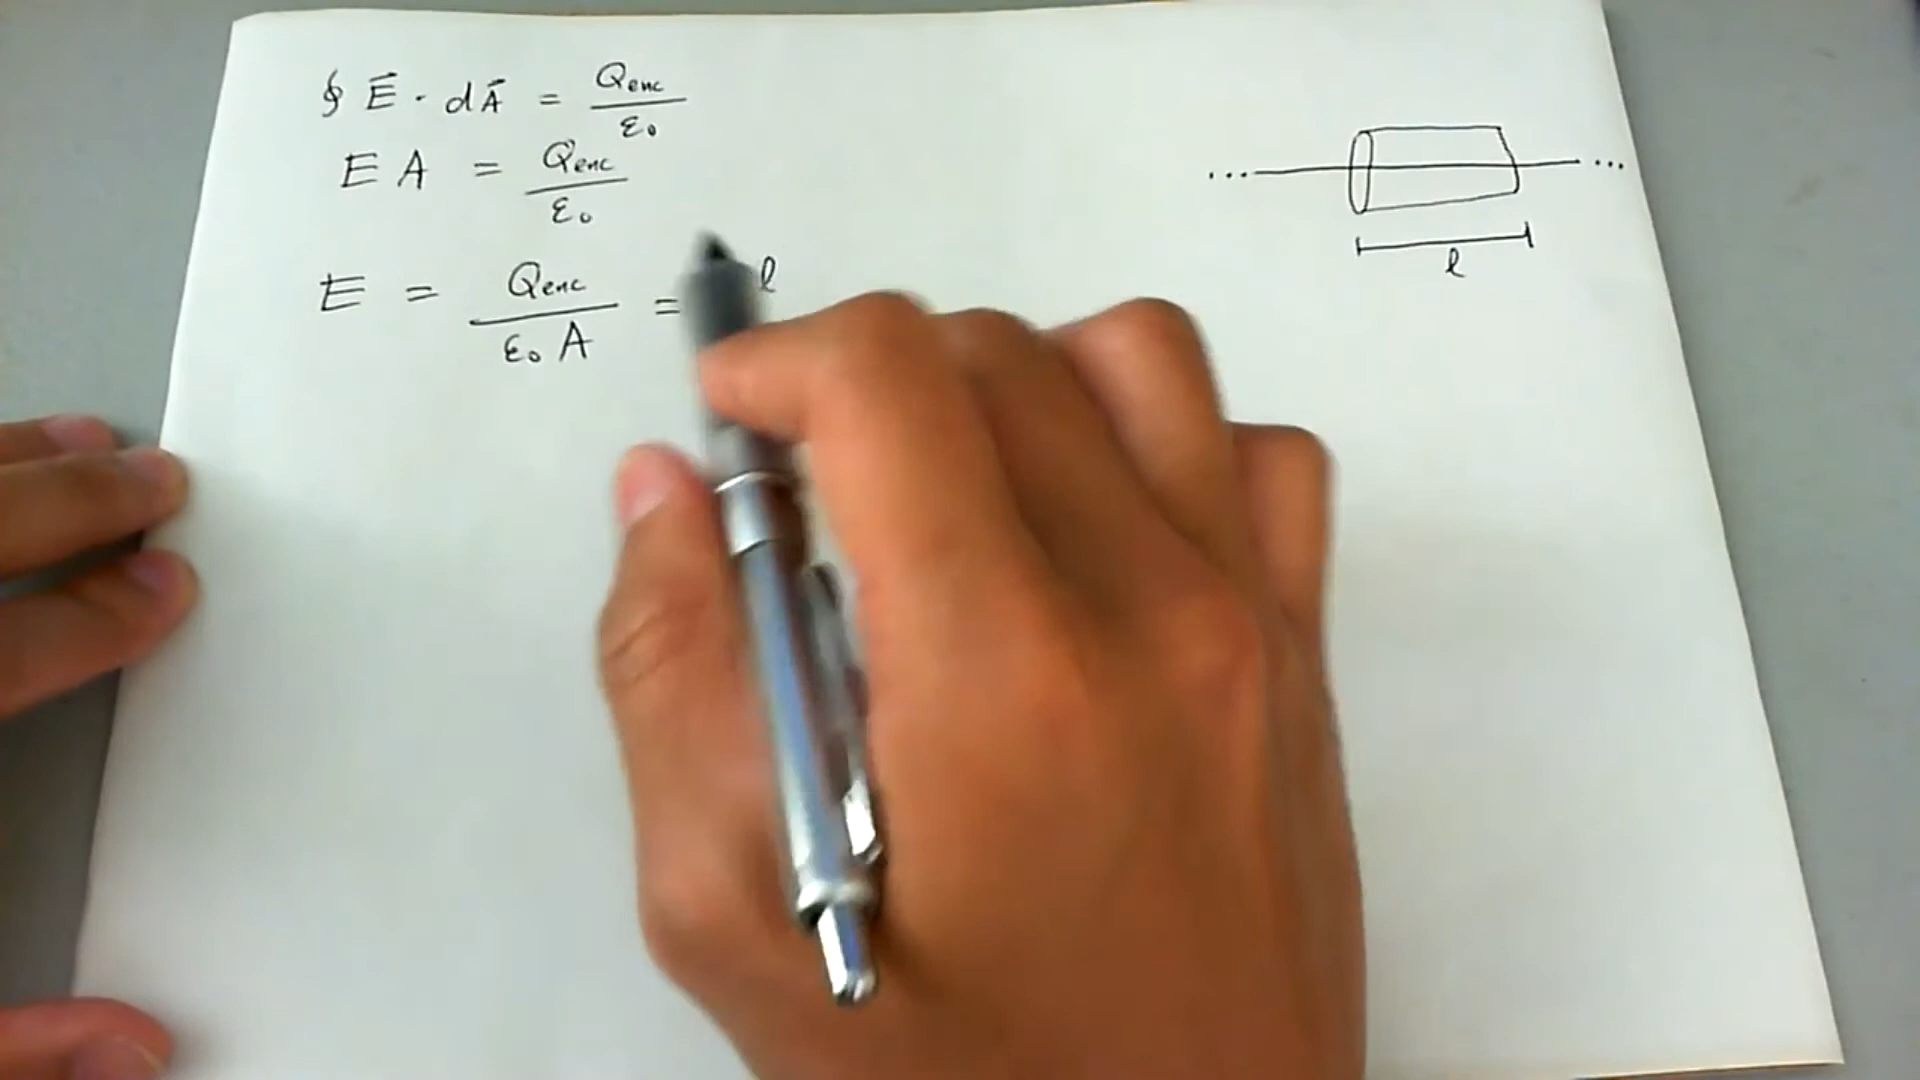 ∮ E⃗ · dA⃗ = Qenc / ε₀
E A = Qenc / ε₀
E = Qenc / ε₀ A = l
... ...
l